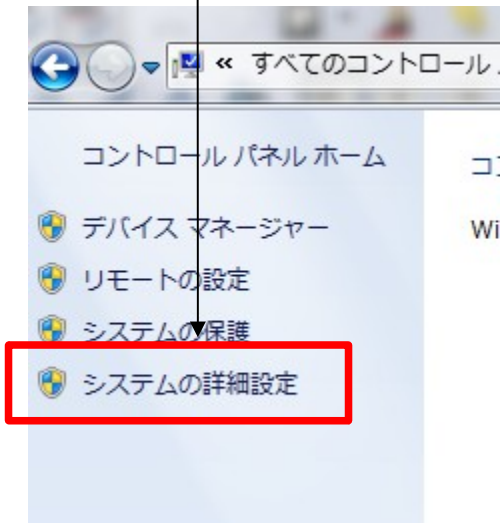 « すべてのコントロール
コントロール パネル ホーム
デバイス マネージャー
リモートの設定
システムの保護
システムの詳細設定
コン
Wi